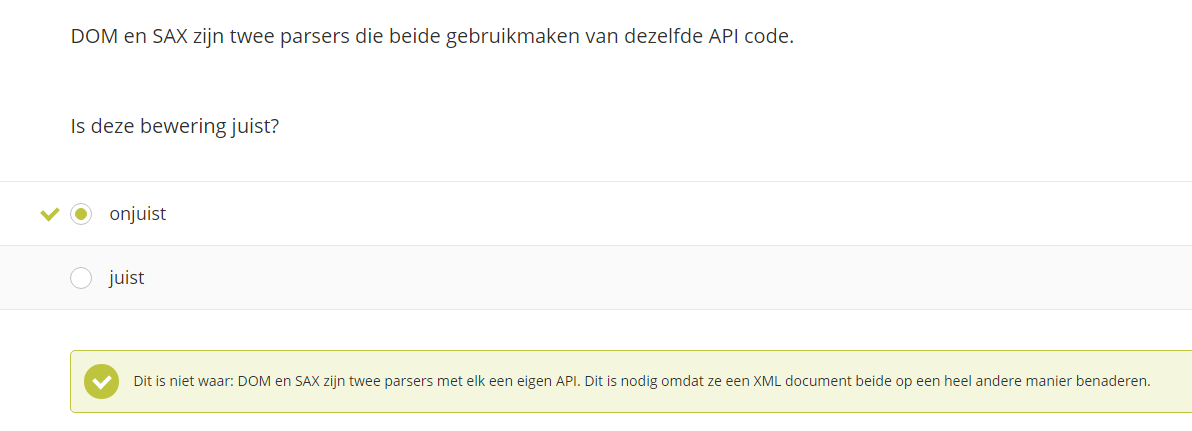 DOM en SAX zijn twee parsers die beide gebruikmaken van dezelfde API code.
Is deze bewering juist?
onjuist
juist
Dit is niet waar: DOM en SAX zijn twee parsers met elk een eigen API. Dit is nodig omdat ze een XML document beide op een heel andere manier benaderen.